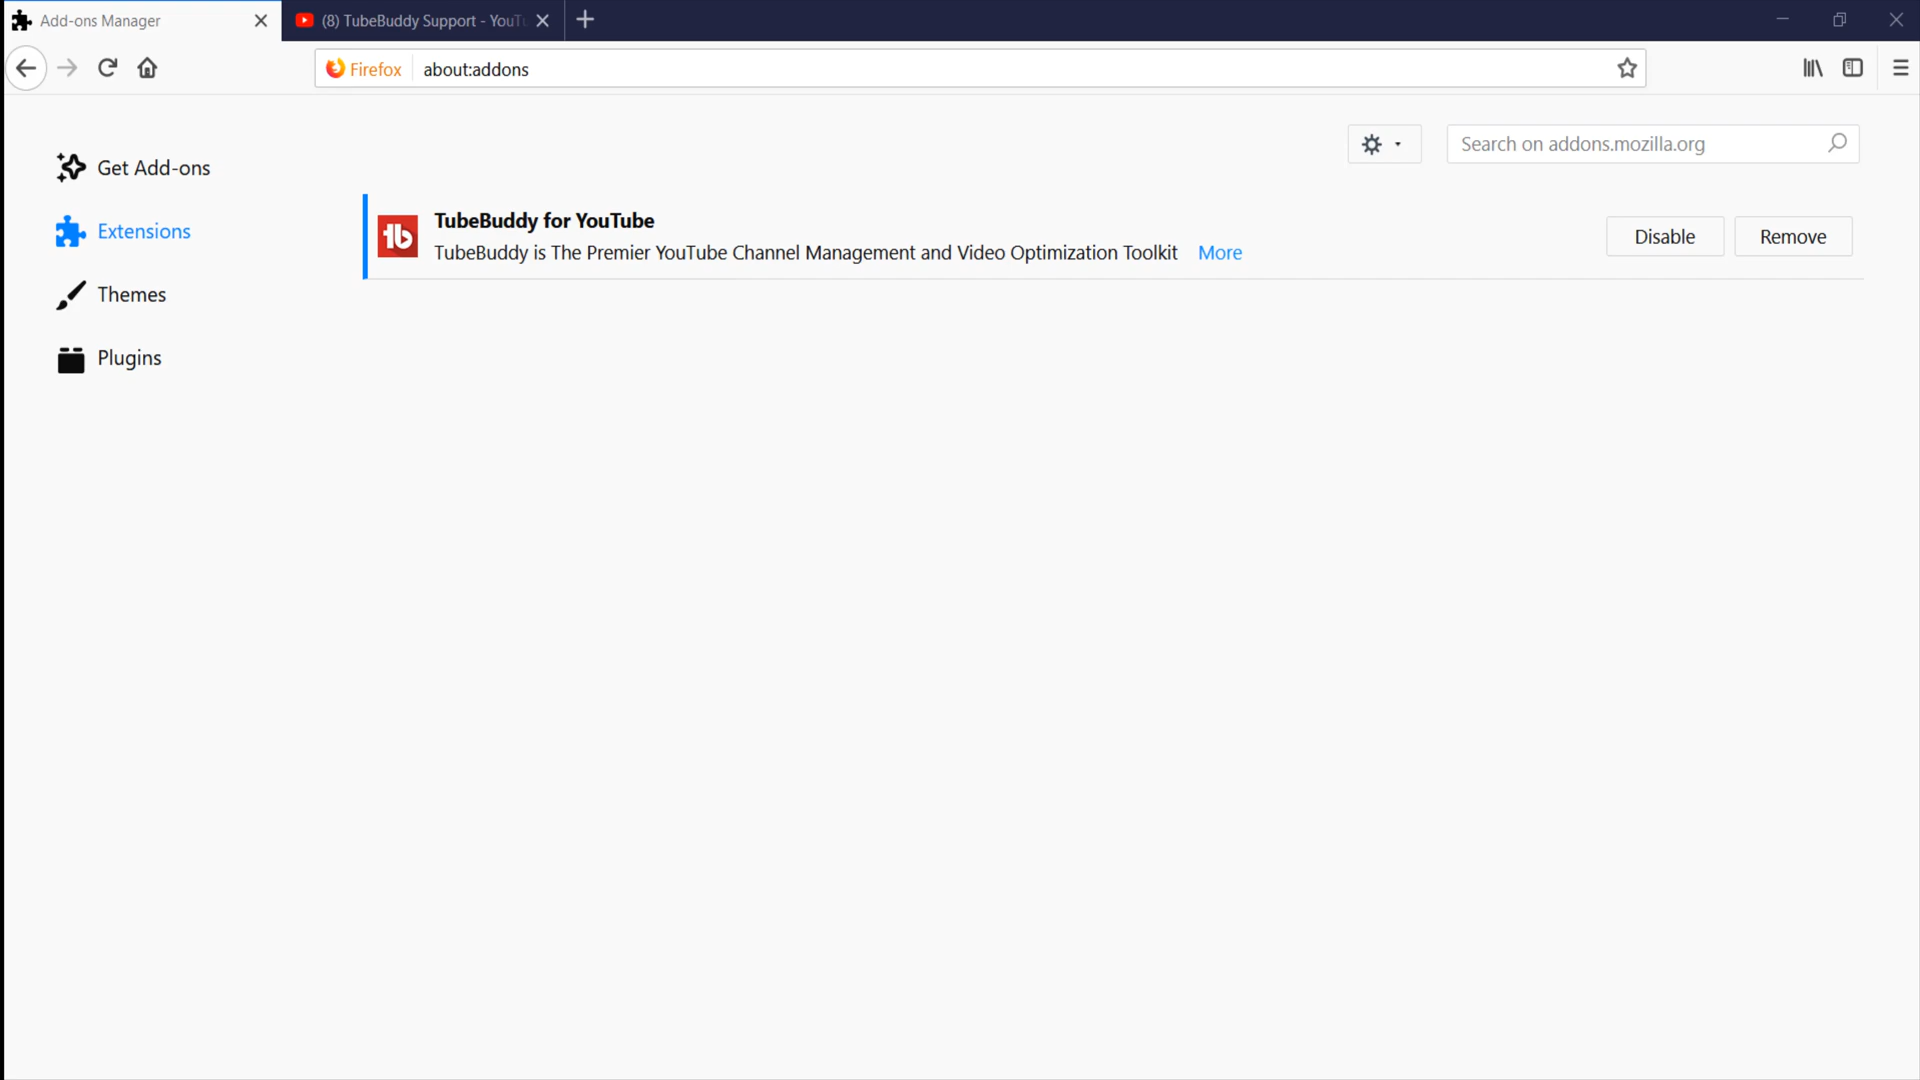 Add-ons Manager
(8) TubeBuddy Support - YouT
Firefox
about:addons
Search on addons.mozilla.org
Get Add-ons
Extensions
Themes
Plugins
tb
TubeBuddy for YouTube
TubeBuddy is The Premier YouTube Channel Management and Video Optimization Toolkit More
Disable
Remove